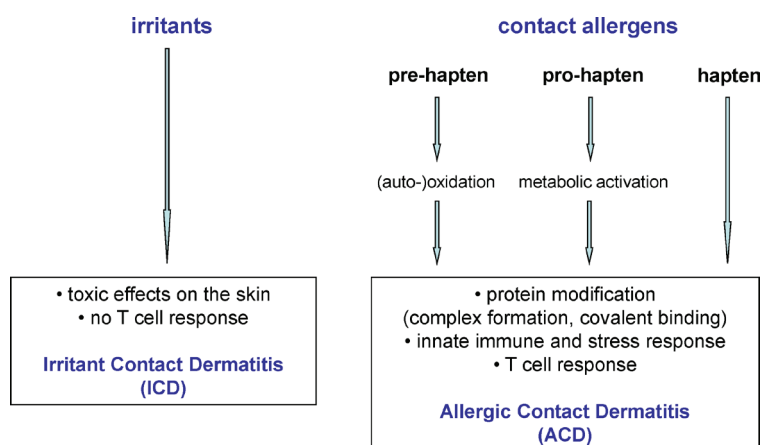 irritants
contact allergens
pre-hapten
pro-hapten
hapten
(auto-)oxidation
metabolic activation
• toxic effects on the skin
• no T cell response
Irritant Contact Dermatitis
(ICD)
• protein modification
(complex formation, covalent binding)
• innate immune and stress response
• T cell response
Allergic Contact Dermatitis
(ACD)